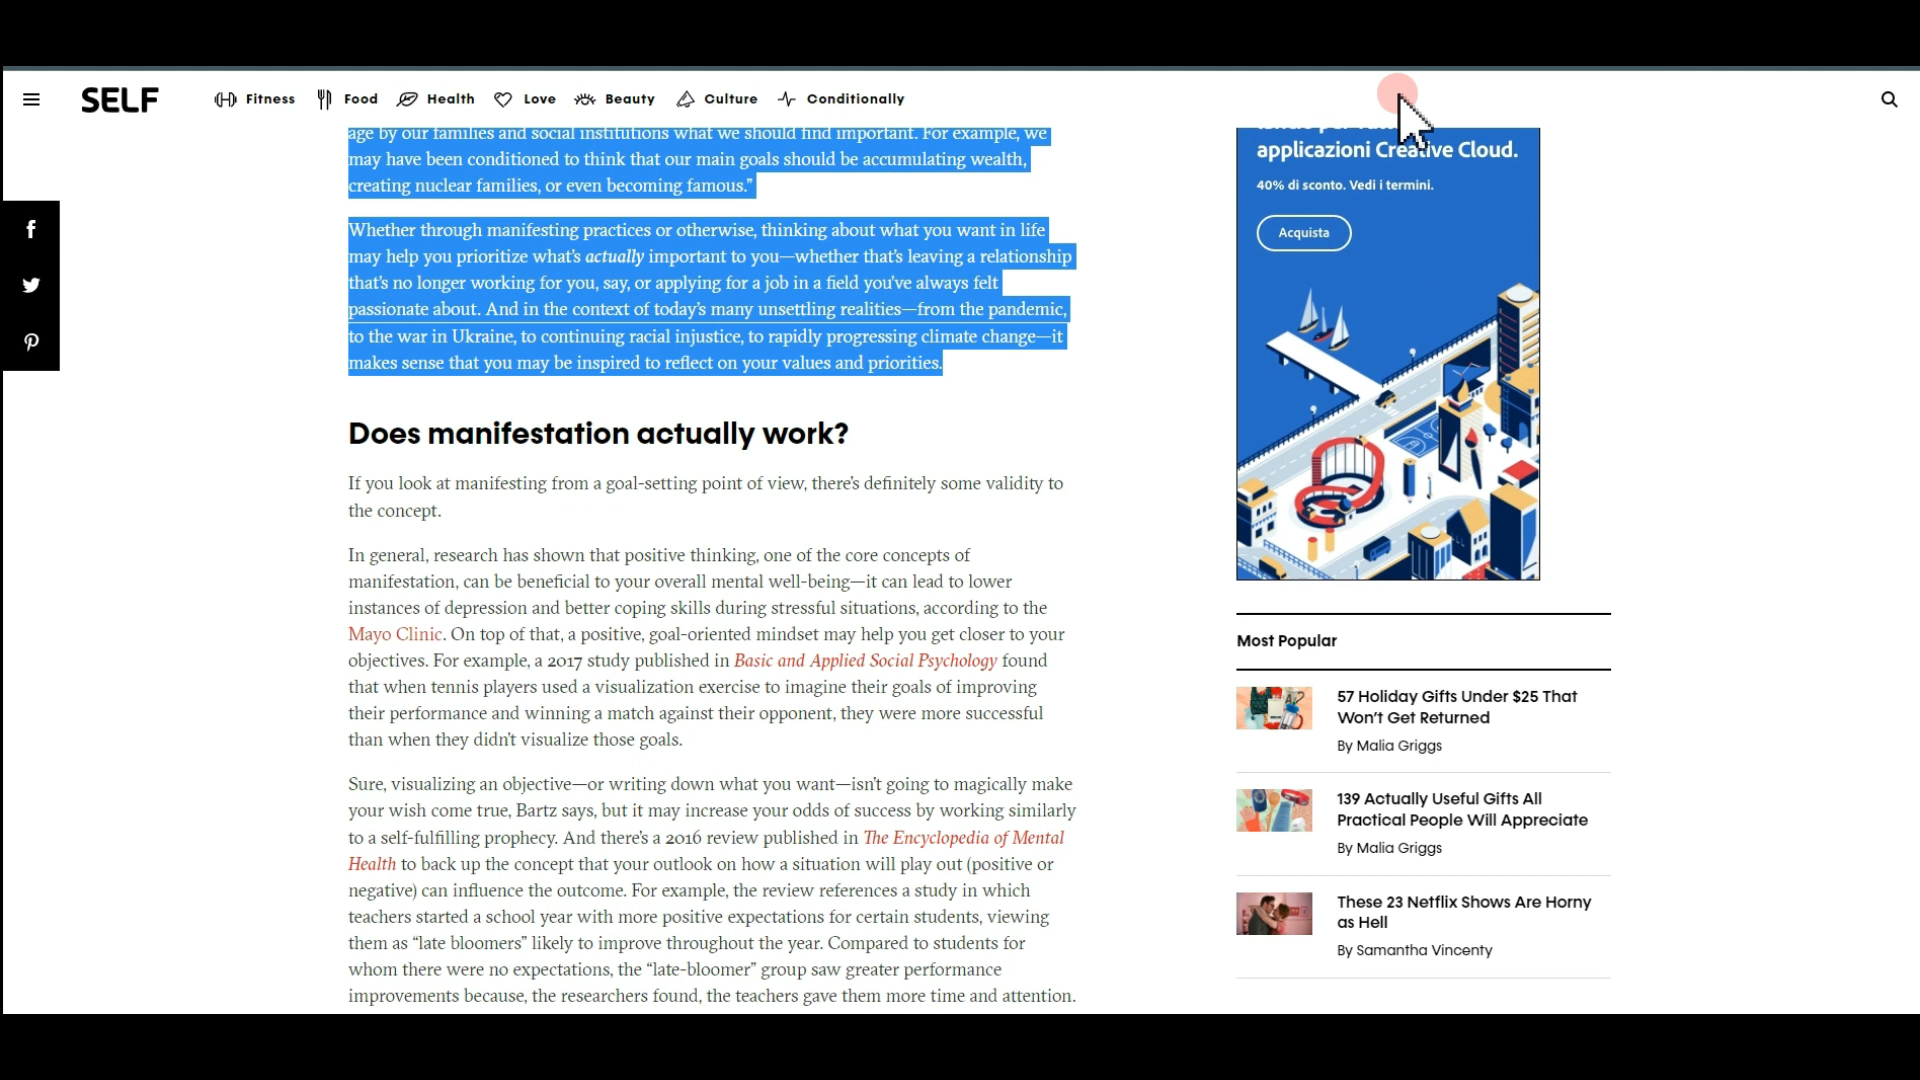 SELF
Fitness
Food
Health
Love
Beauty
Culture
Conditionally
age by our families and social institutions what we should find important. For example, we
may have been conditioned to think that our main goals should be accumulating wealth,
creating nuclear families, or even becoming famous.”
Whether through manifesting practices or otherwise, thinking about what you want in life
may help you prioritize what’s actually important to you—whether that’s leaving a relationship
that’s no longer working for you, say, or applying for a job in a field you’ve always felt
passionate about. And in the context of today’s many unsettling realities—from the pandemic,
to the war in Ukraine, to continuing racial injustice, to rapidly progressing climate change—it
makes sense that you may be inspired to reflect on your values and priorities.
Does manifestation actually work?
If you look at manifesting from a goal-setting point of view, there’s definitely some validity to
the concept.
In general, research has shown that positive thinking, one of the core concepts of
manifestation, can be beneficial to your overall mental well-being—it can lead to lower
instances of depression and better coping skills during stressful situations, according to the
Mayo Clinic. On top of that, a positive, goal-oriented mindset may help you get closer to your
objectives. For example, a 2017 study published in Basic and Applied Social Psychology found
that when tennis players used a visualization exercise to imagine their goals of improving
their performance and winning a match against their opponent, they were more successful
than when they didn’t visualize those goals.
Sure, visualizing an objective—or writing down what you want—isn’t going to magically make
your wish come true, Bartz says, but it may increase your odds of success by working similarly
to a self-fulfilling prophecy. And there’s a 2016 review published in The Encyclopedia of Mental
Health to back up the concept that your outlook on how a situation will play out (positive or
negative) can influence the outcome. For example, the review references a study in which
teachers started a school year with more positive expectations for certain students, viewing
them as “late bloomers” likely to improve throughout the year. Compared to students for
whom there were no expectations, the “late-bloomer” group saw greater performance
improvements because, the researchers found, the teachers gave them more time and attention.
applicazioni Creative Cloud.
40% di sconto. Vedi i termini.
Acquista
Most Popular
57 Holiday Gifts Under $25 That
Won’t Get Returned
By Malia Griggs
139 Actually Useful Gifts All
Practical People Will Appreciate
By Malia Griggs
These 23 Netflix Shows Are Horny
as Hell
By Samantha Vincenty